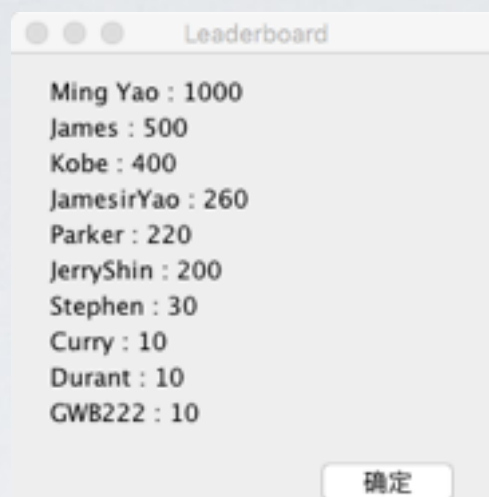 Leaderboard
Ming Yao : 1000
James : 500
Kobe : 400
JamesirYao : 260
Parker : 220
JerryShin : 200
Stephen : 30
Curry : 10
Durant : 10
GWB222 : 10
确定